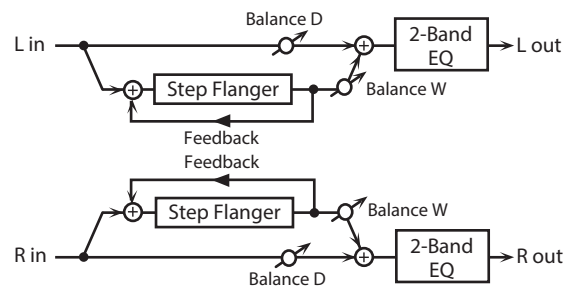 Balance D
L in
2-Band
EQ
L out
Step Flanger
Balance W
Feedback
Feedback
Step Flanger
Balance W
R in
2-Band
EQ
R out
Balance D